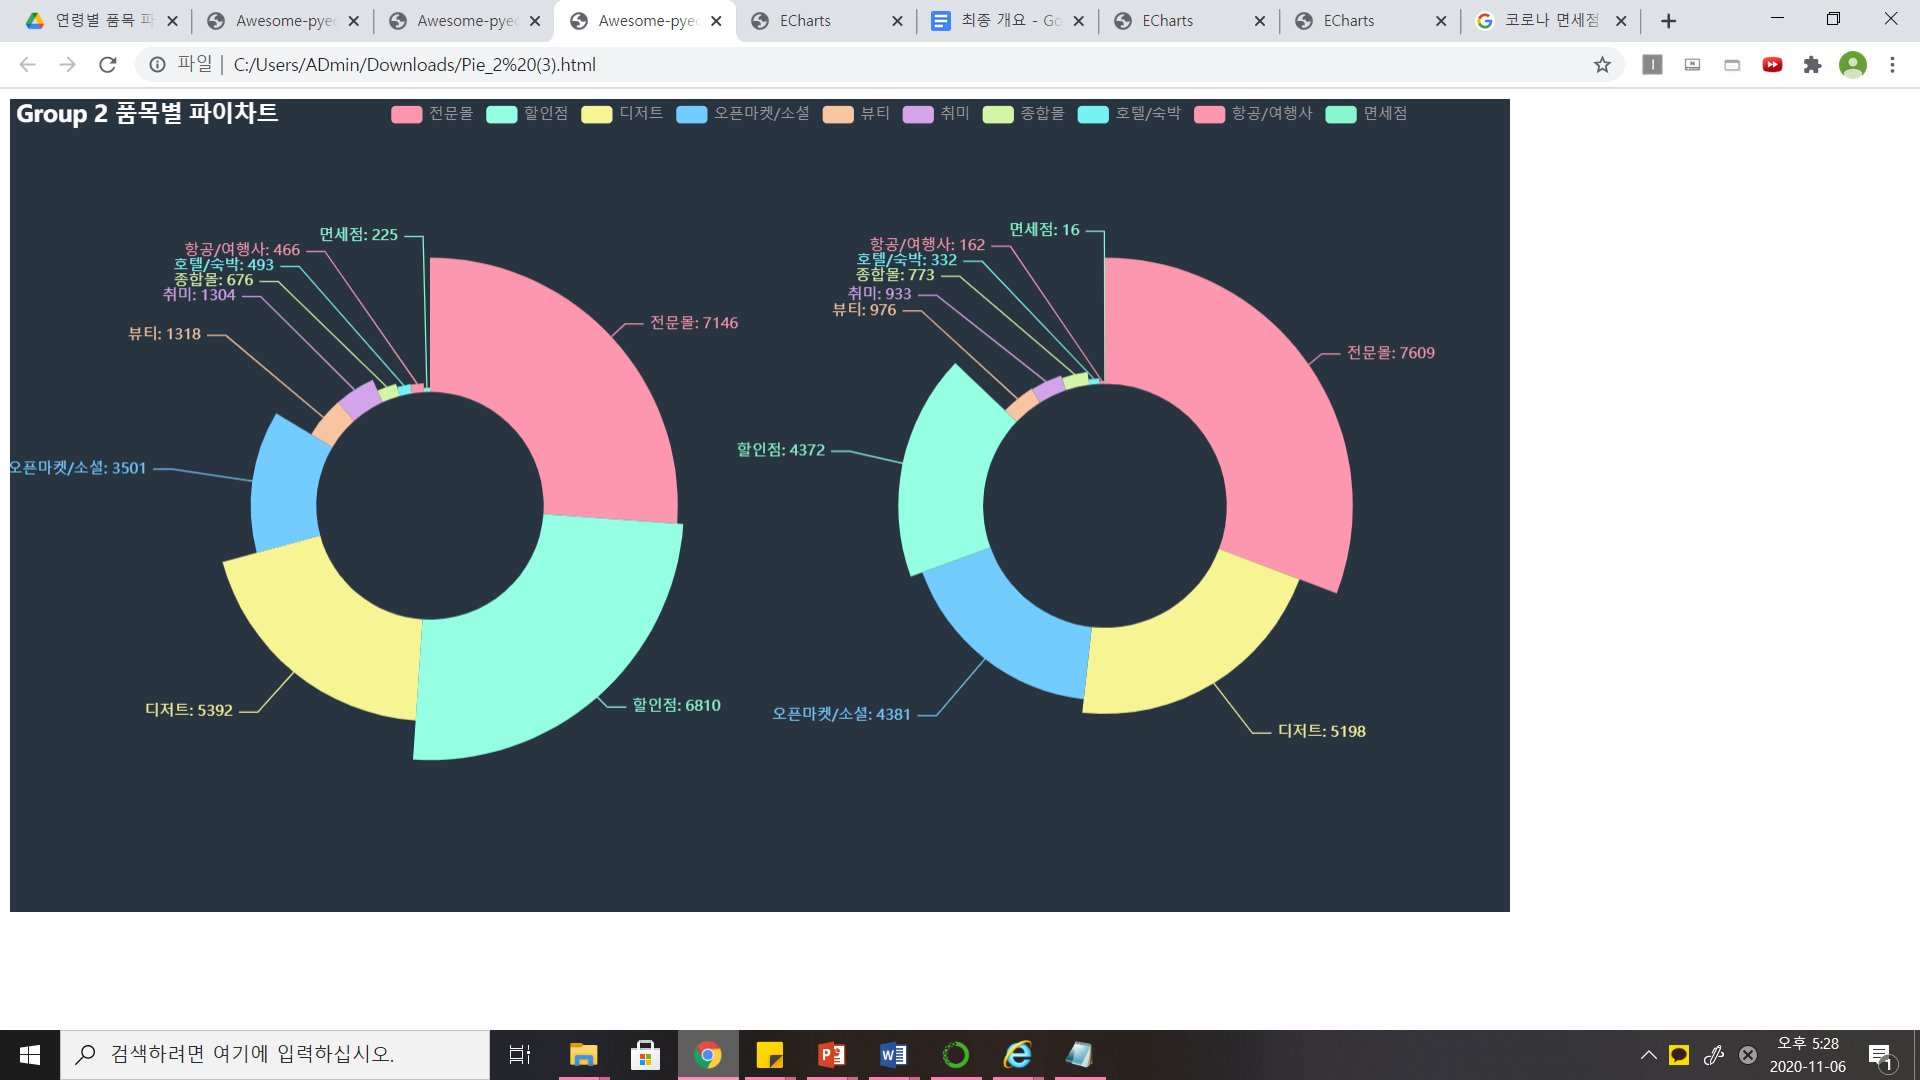 연령별 품목 파
Awesome-pyec
Awesome-pyec
Awesome-pyec
ECharts
최종 개요 - Go
ECharts
ECharts
코로나 면세점
파일 | C:/Users/ADmin/Downloads/Pie_2%20(3).html
Group 2 품목별 파이차트
전문몰 할인점 디저트 오픈마켓/소셜 뷰티 취미 종합몰 호텔/숙박 항공/여행사 면세점
면세점: 225
항공/여행사: 466
호텔/숙박: 493
종합몰: 676
취미: 1304
뷰티: 1318
전문몰: 7146
오픈마켓/소셜: 3501
디저트: 5392
할인점: 6810
면세점: 16
항공/여행사: 162
호텔/숙박: 332
종합몰: 773
취미: 933
뷰티: 976
전문몰: 7609
할인점: 4372
오픈마켓/소셜: 4381
디저트: 5198
검색하려면 여기에 입력하십시오.
오후 5:28
2020-11-06
1